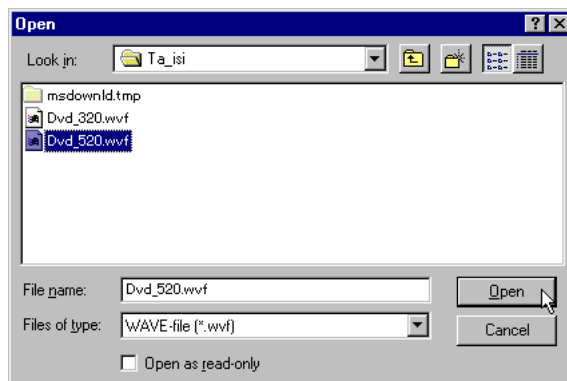 Open
Look in: Ta_isi
msdownld.tmp
Dvd_320.wvf
Dvd_520.wvf
File name: Dvd_520.wvf Open
Files of type: WAVE-file (*.wvf) Cancel
Open as read-only